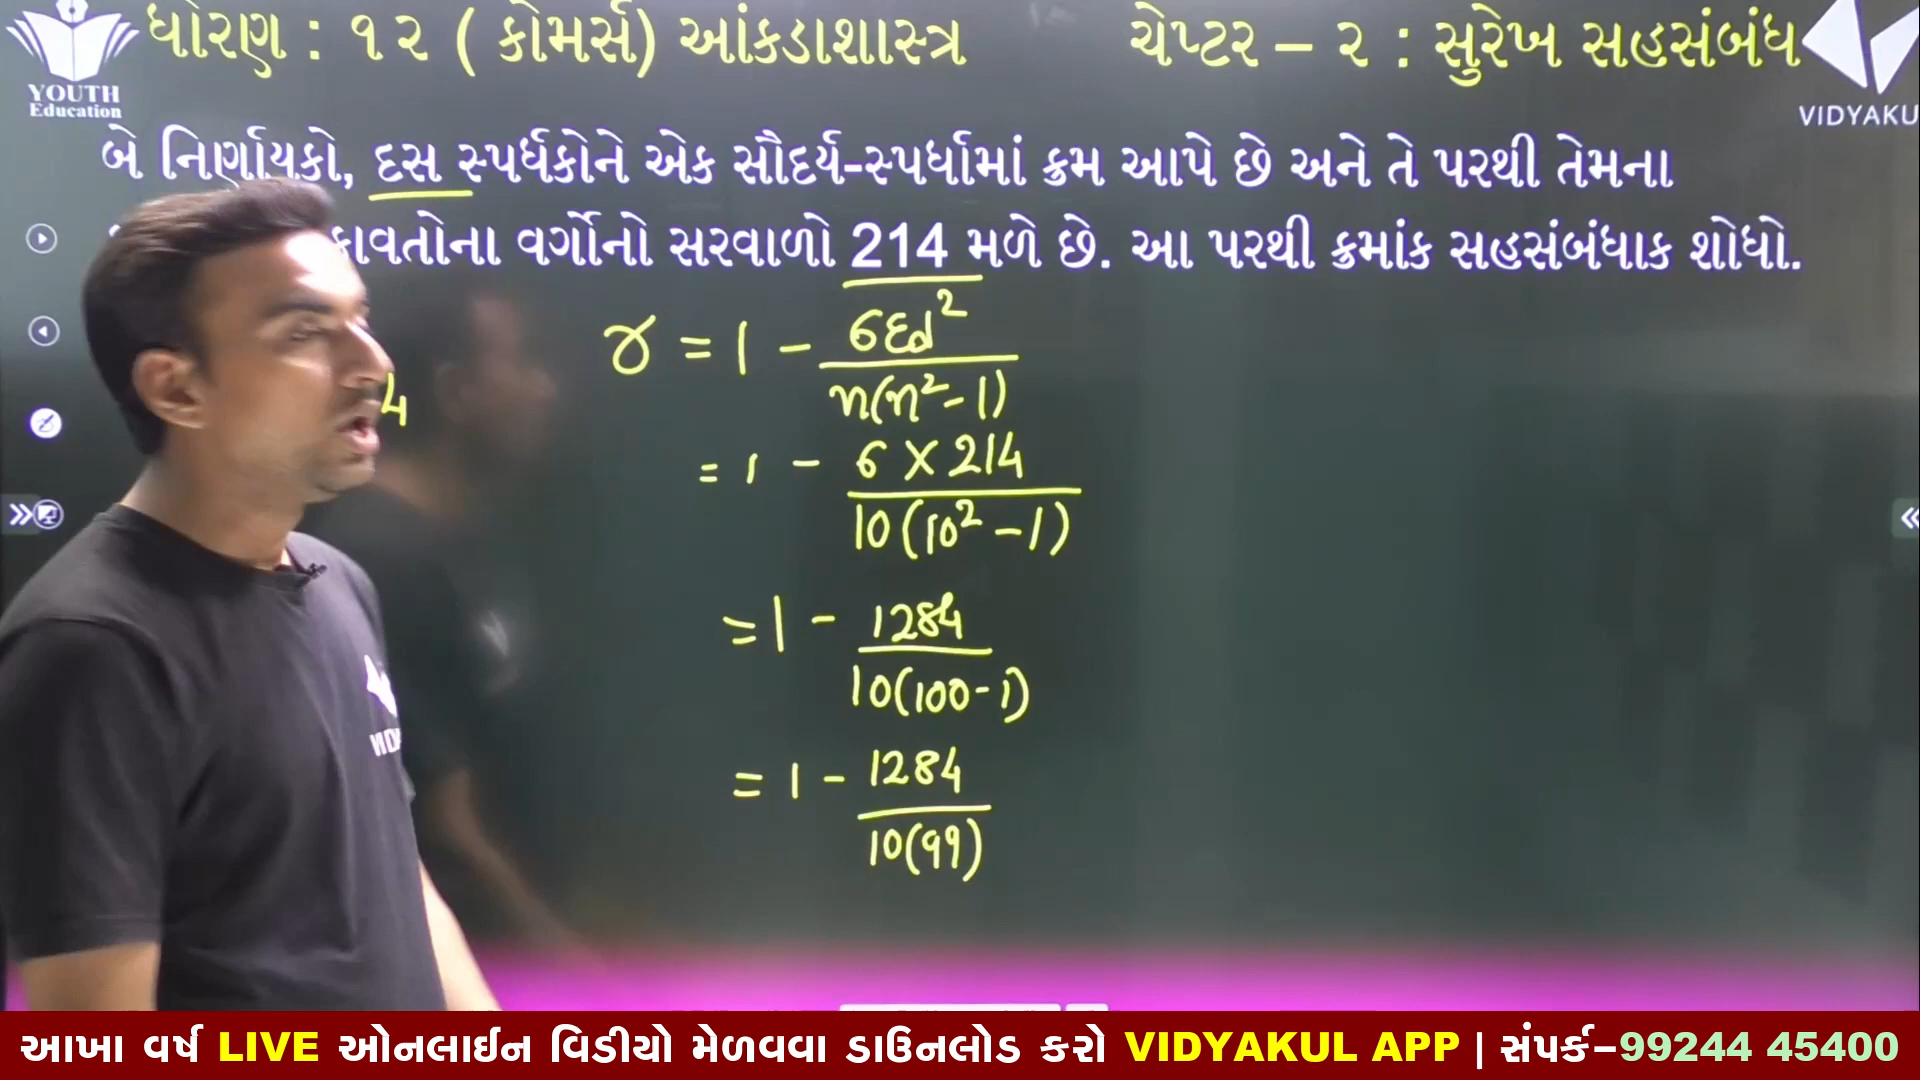 ધોરણ : ૧૨ ( કોમર્સ) આંકડાશાસ્ત્ર ચેપ્ટર – ૨ : સુરેખ સહસંબંધ
YOUTH
Education
VIDYAKU
બે નિર્ણાયકો, દસ સ્પર્ધકોને એક સૌદર્ય-સ્પર્ધામાં ક્રમ આપે છે અને તે પરથી તેમના
વર્ગોનો સરવાળો 214 મળે છે. આ પરથી ક્રમાંક સહસંબંધાક શોધો.
r = 1 - 6Σd² / n(n²-1)
4
= 1 - 6 × 214 / 10(10²-1)
= 1 - 1284 / 10(100-1)
= 1 - 1284 / 10(99)
આખા વર્ષ LIVE ઓનલાઈન વિડીયો મેળવવા ડાઉનલોડ કરો VIDYAKUL APP | સંપર્ક–99244 45400